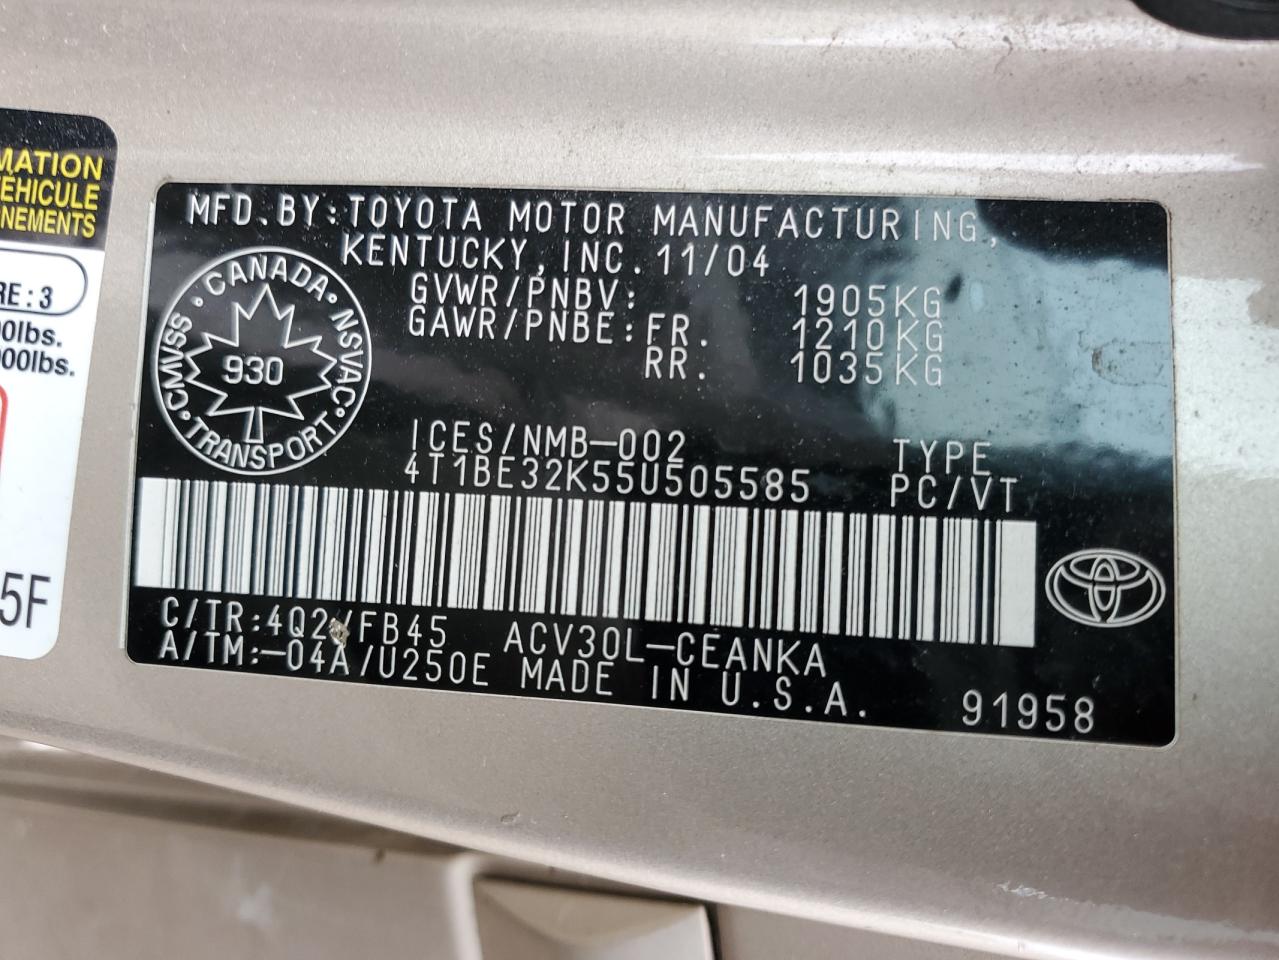 MATION
ÉHICULE
NEMENTS
RE : 3
00lbs.
000lbs.
5F
MFD. BY: TOYOTA MOTOR MANUFACTURING,
KENTUCKY, INC. 11/04
GVWR/PNBV: 1905KG
GAWR/PNBE: FR. 1210KG
RR. 1035KG
CANADA · NSVAC · TRANSPORT · CMVSS ·
930
ICES/NMB-002 TYPE
4T1BE32K55U505585 PC/VT
C/TR:4Q2/FB45 ACV30L-CEANKA
A/TM:-04A/U250E MADE IN U.S.A. 91958